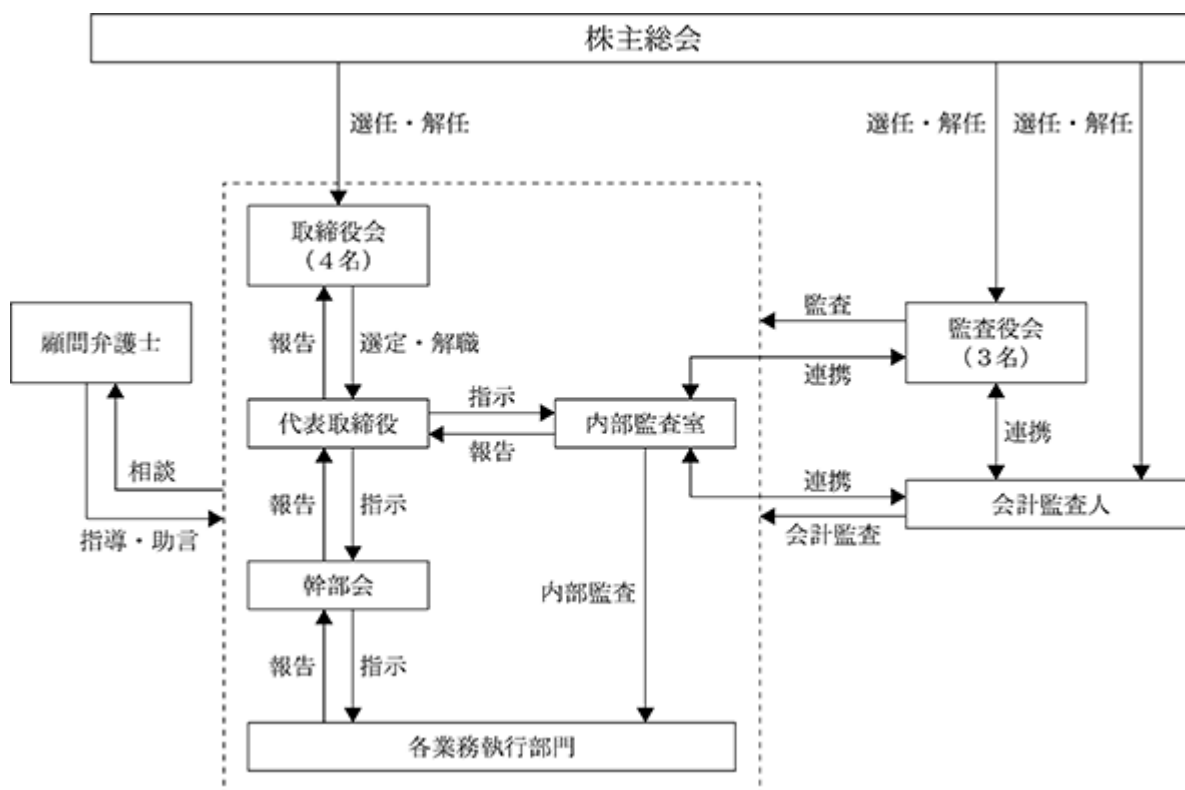 株主総会
選任・解任
選任・解任
選任・解任
取締役会
(4名)
顧問弁護士
報告
選定・解職
監査
監査役会
(3名)
連携
代表取締役
指示
報告
内部監査室
連携
相談
指導・助言
報告
指示
連携
会計監査
会計監査人
幹部会
内部監査
報告
指示
各業務執行部門